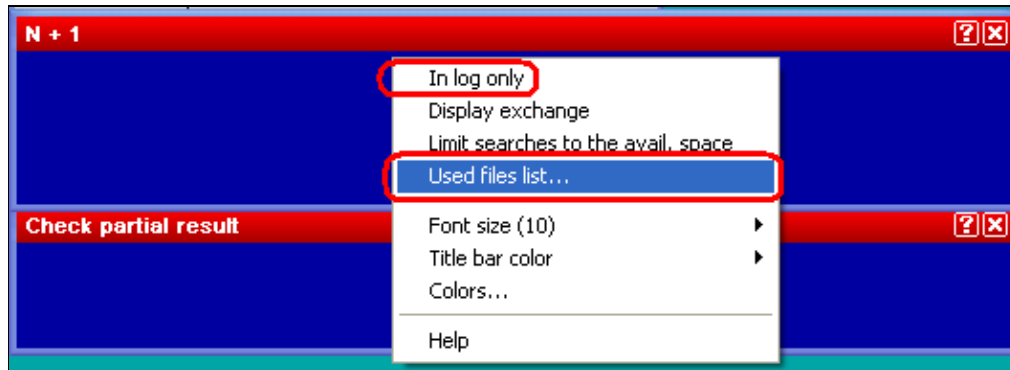 N + 1
In log only
Display exchange
Limit searches to the avail. space
Used files list...
Check partial result
Font size (10)
Title bar color
Colors...
Help